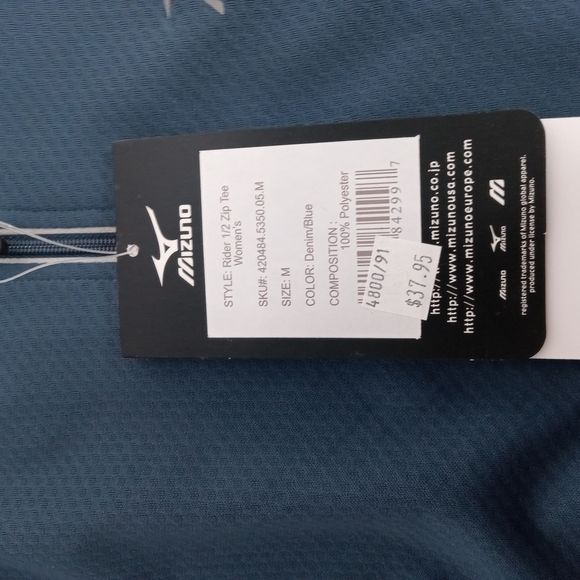 MIZUNO
STYLE: Rider 1/2 Zip Tee
Women's
SKU#: 420484.5350.05.M
SIZE: M
COLOR: Denim/Blue
COMPOSITION:
100% Polyester
84299 7
4800/91
$37.95
.mizuno.co.jp
http://www.mizunousa.com
http://www.mizunoeurope.com
MIZUNO
registered trademarks of Mizuno global apparel.
produced under license by Mizuno.